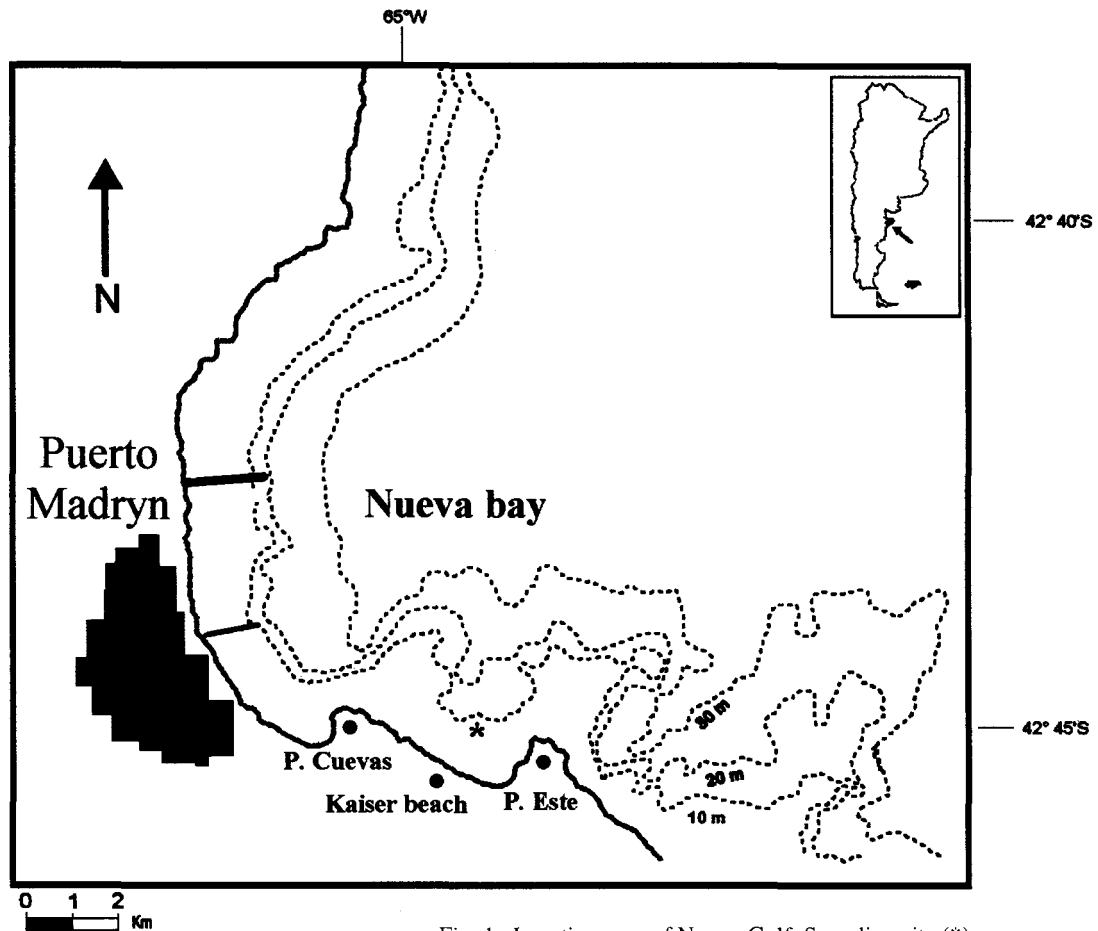 65°W
42° 40'S
N
Puerto
Madryn
Nueva bay
42° 45'S
P. Cuevas
Kaiser beach
P. Este
20 m
10 m
0 1 2
Km